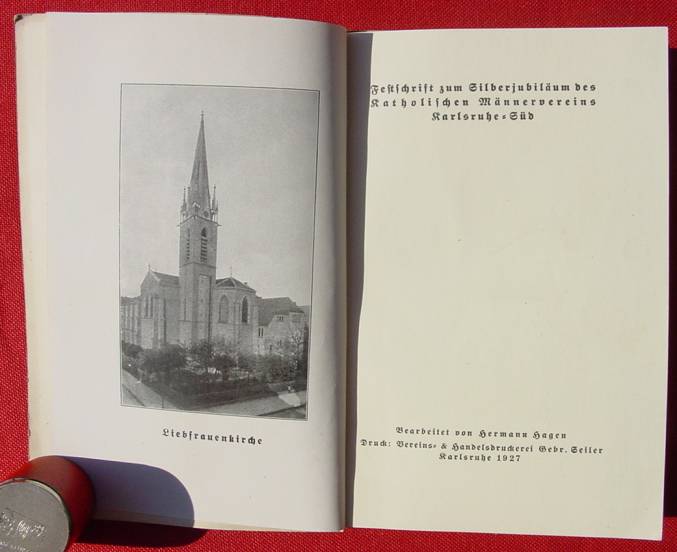 Liebfrauenkirche
Festschrift zum Silberjubiläum des
Katholischen Männervereins
Karlsruhe-Süd
Bearbeitet von Hermann Hagen
Druck: Vereins- & Handelsdruckerei Gebr. Seiler
Karlsruhe 1927